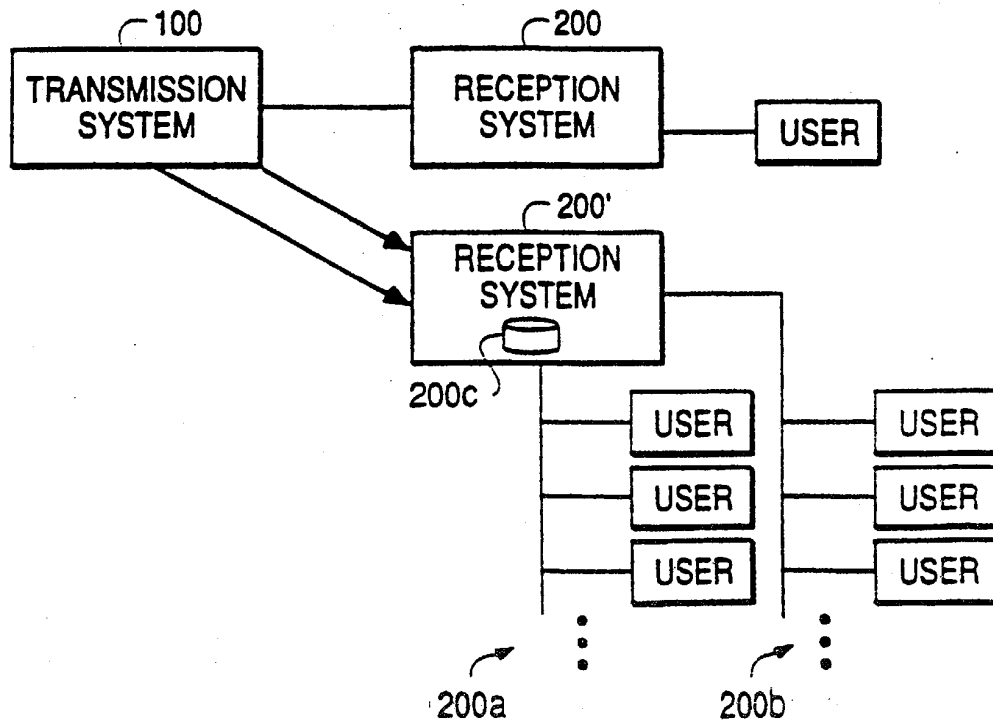 100
TRANSMISSION
SYSTEM
200
RECEPTION
SYSTEM
USER
200'
RECEPTION
SYSTEM
200c
USER
USER
USER
USER
USER
USER
200a
200b